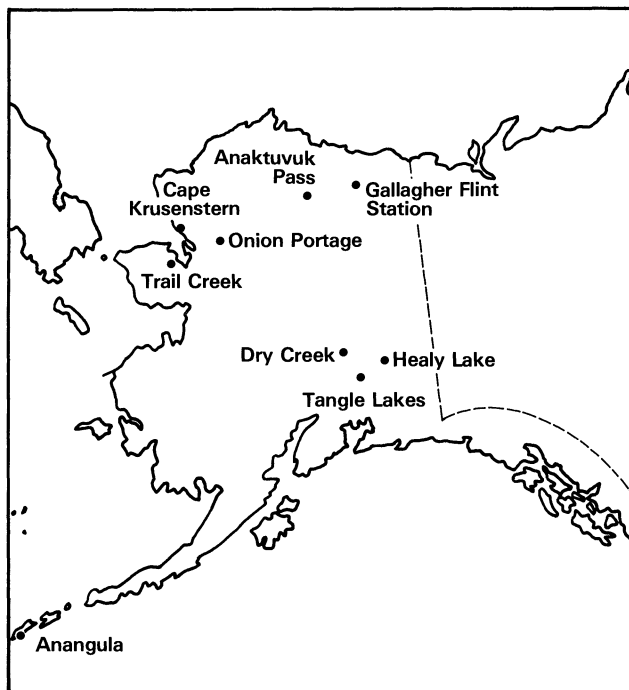 Anaktuvuk
Pass
Gallagher Flint
Station
Cape
Krusenstern
Onion Portage
Trail Creek
Dry Creek
Healy Lake
Tangle Lakes
Anangula